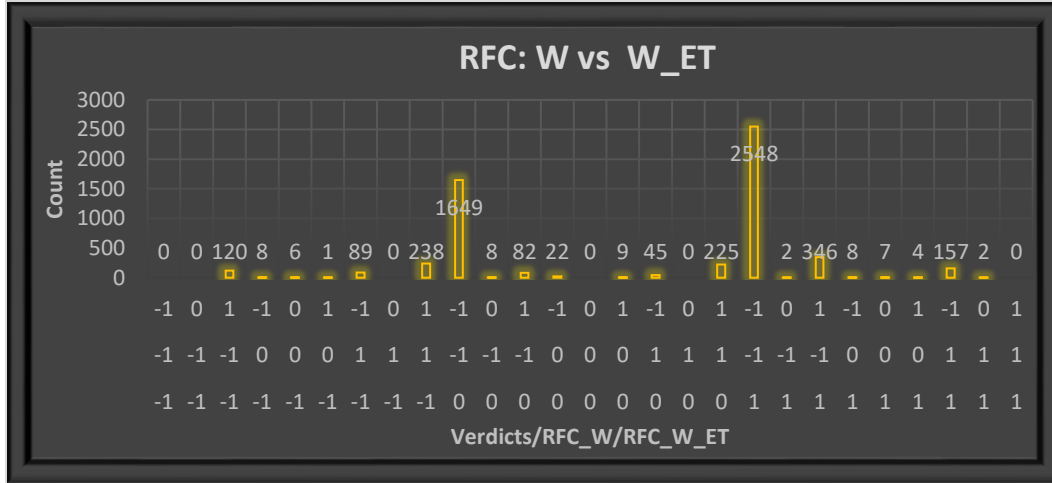 RFC: W vs W_ET
3000
2500
2000
1500
1000
500
0
Count
0 0 120 8 6 1 89 0 238 1649 8 82 22 0 9 45 0 225 2548 2 346 8 7 4 157 2 0
-1 0 1 -1 0 1 -1 0 1 -1 0 1 -1 0 1 -1 0 1 -1 0 1 -1 0 1 -1 0 1
-1 -1 -1 0 0 0 1 1 1 -1 -1 -1 0 0 0 1 1 1 -1 -1 -1 0 0 0 1 1 1
-1 -1 -1 -1 -1 -1 -1 -1 -1 0 0 0 0 0 0 0 0 0 1 1 1 1 1 1 1 1 1
Verdicts/RFC_W/RFC_W_ET